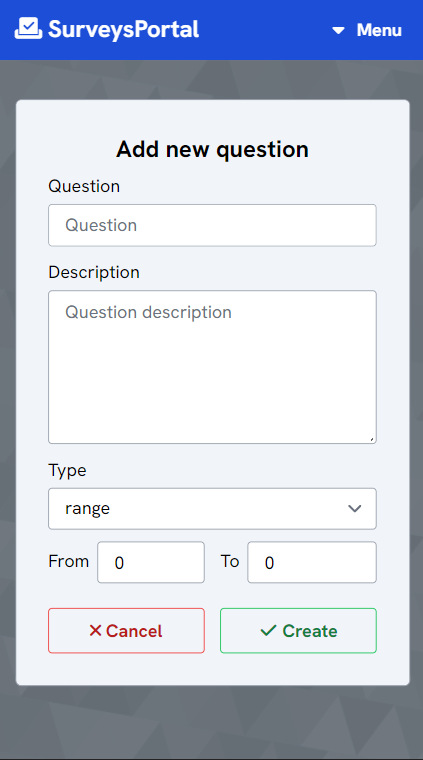 SurveysPortal Menu
Add new question
Question
Question
Description
Question description
Type
range
From 0 To 0
Cancel Create